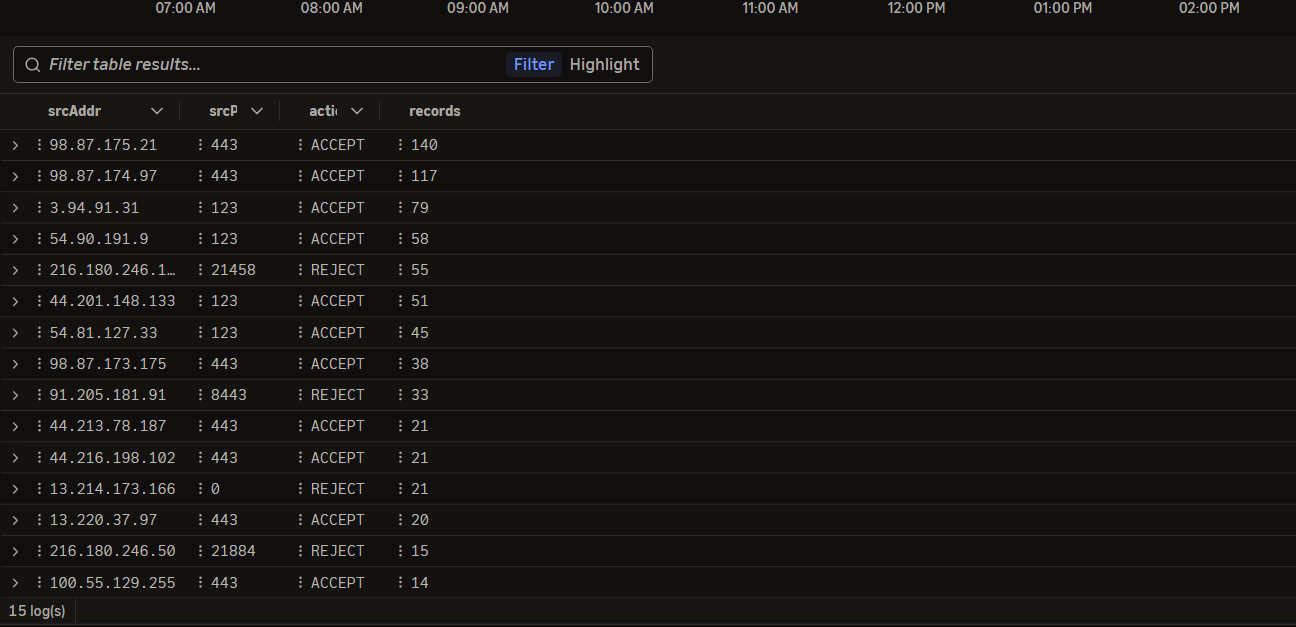 07:00 AM 08:00 AM 09:00 AM 10:00 AM 11:00 AM 12:00 PM 01:00 PM 02:00 PM
Filter table results... Filter Highlight
srcAddr srcP acti records
98.87.175.21 443 ACCEPT 140
98.87.174.97 443 ACCEPT 117
3.94.91.31 123 ACCEPT 79
54.90.191.9 123 ACCEPT 58
216.180.246.1… 21458 REJECT 55
44.201.148.133 123 ACCEPT 51
54.81.127.33 123 ACCEPT 45
98.87.173.175 443 ACCEPT 38
91.205.181.91 8443 REJECT 33
44.213.78.187 443 ACCEPT 21
44.216.198.102 443 ACCEPT 21
13.214.173.166 0 REJECT 21
13.220.37.97 443 ACCEPT 20
216.180.246.50 21884 REJECT 15
100.55.129.255 443 ACCEPT 14
15 log(s)